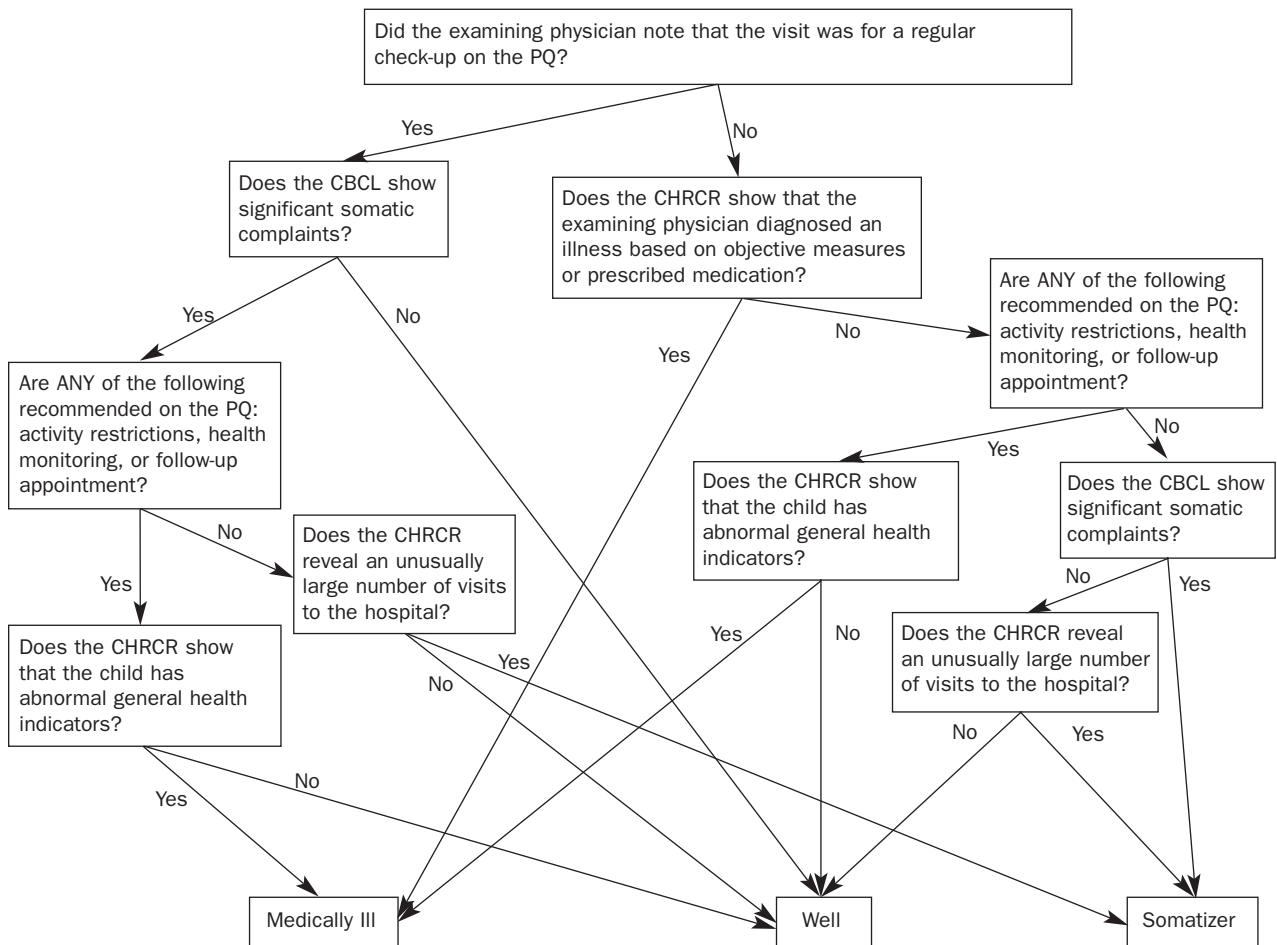 Did the examining physician note that the visit was for a regular
check-up on the PQ?
Yes
No
Does the CBCL show
significant somatic
complaints?
Does the CHRCR show that the
examining physician diagnosed an
illness based on objective measures
or prescribed medication?
Are ANY of the following
recommended on the PQ:
activity restrictions, health
monitoring, or follow-up
appointment?
Yes
No
Yes
No
Are ANY of the following
recommended on the PQ:
activity restrictions, health
monitoring, or follow-up
appointment?
Yes
No
Does the CHRCR show
that the child has
abnormal general health
indicators?
Does the CBCL show
significant somatic
complaints?
No
Yes
Does the CHRCR
reveal an unusually
large number of visits
to the hospital?
Yes
No
Does the CHRCR show
that the child has
abnormal general health
indicators?
Yes
No
Yes
No
Does the CHRCR reveal
an unusually large number
of visits to the hospital?
No
Yes
Yes
No
Medically Ill
Well
Somatizer